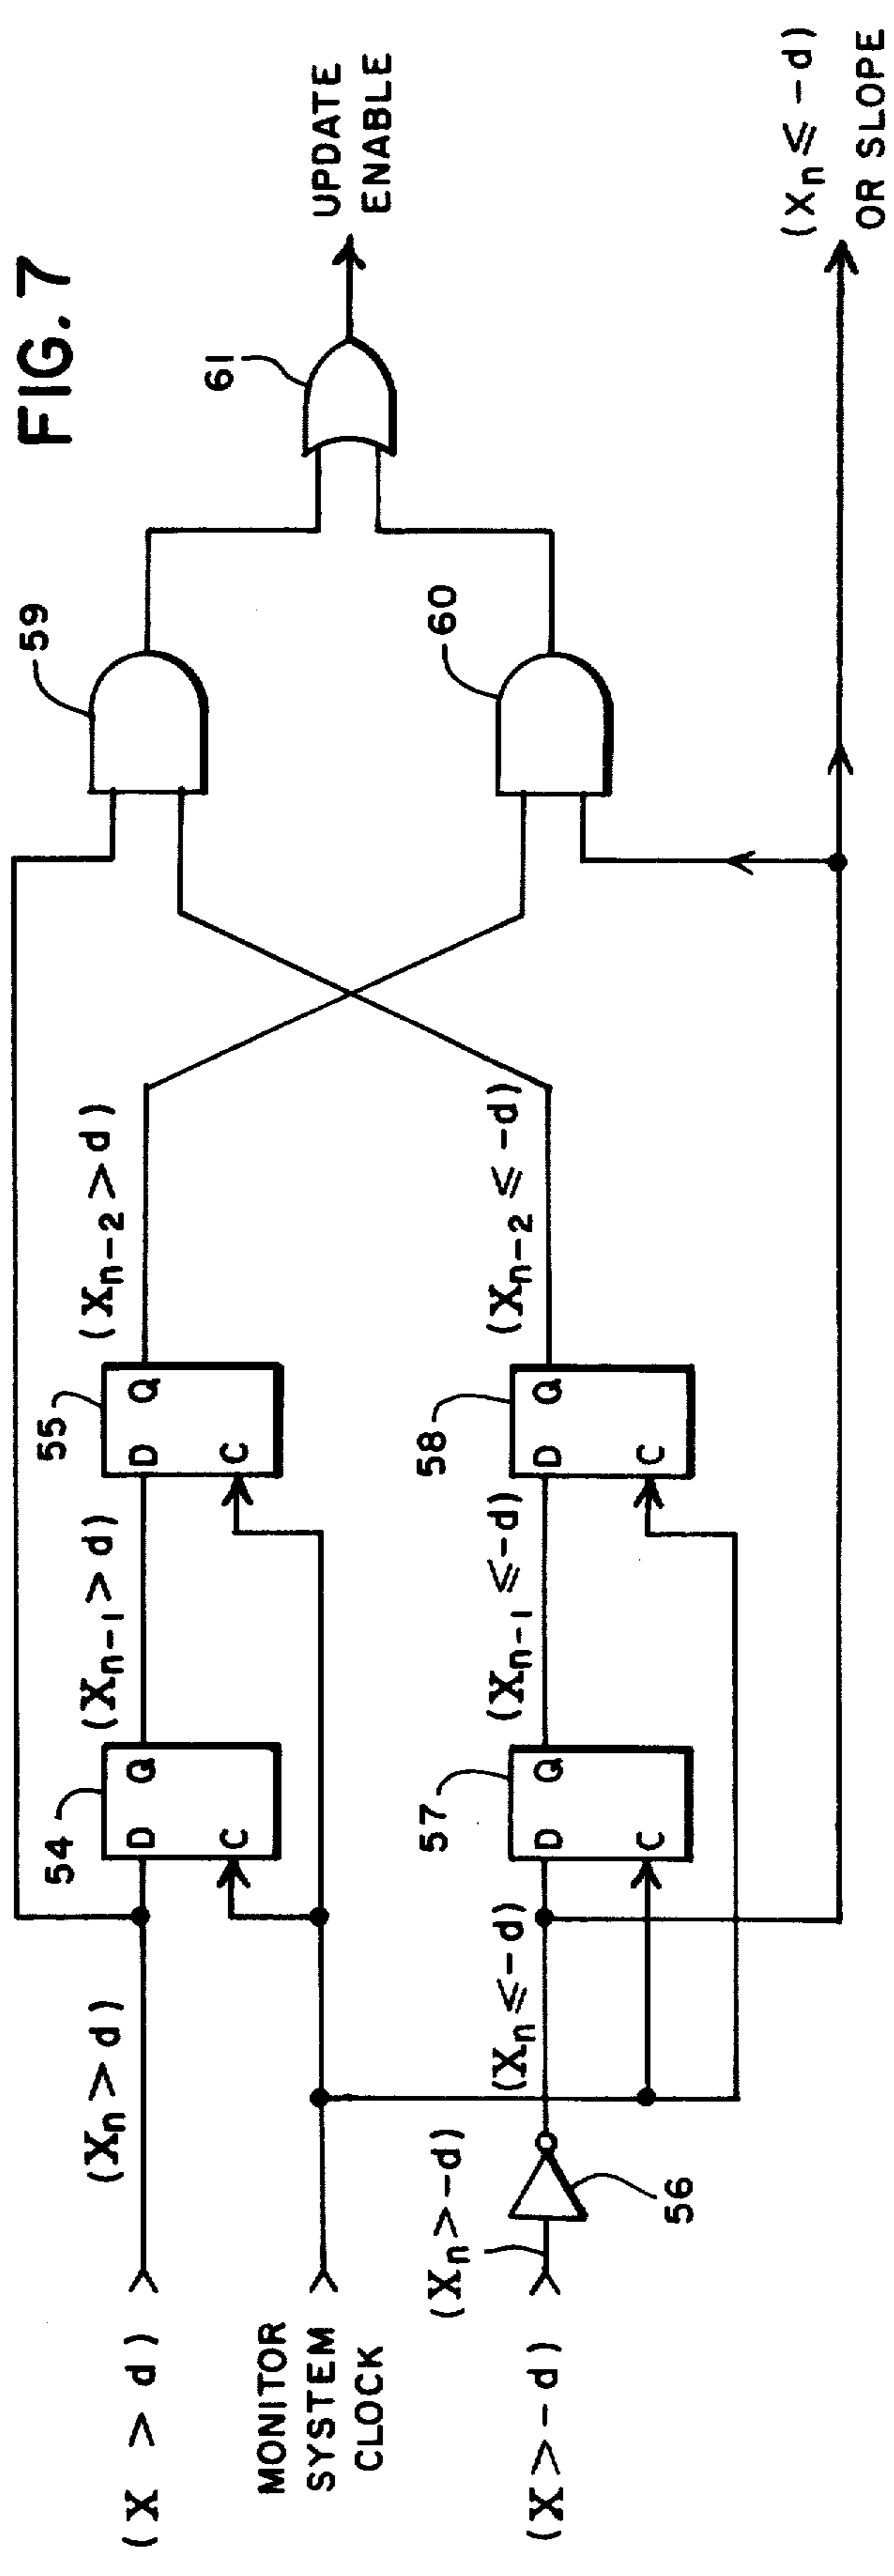 FIG. 7
(X > d)
(Xn > d)
54
D
Q
C
(Xn-1 > d)
55
D
Q
C
(Xn-2 > d)
59
61
UPDATE
ENABLE
MONITOR
SYSTEM
CLOCK
(X > -d)
(Xn > -d)
56
(Xn ⩽ -d)
57
D
Q
C
(Xn-1 ⩽ -d)
58
D
Q
C
(Xn-2 ⩽ -d)
60
(Xn ⩽ -d)
OR SLOPE